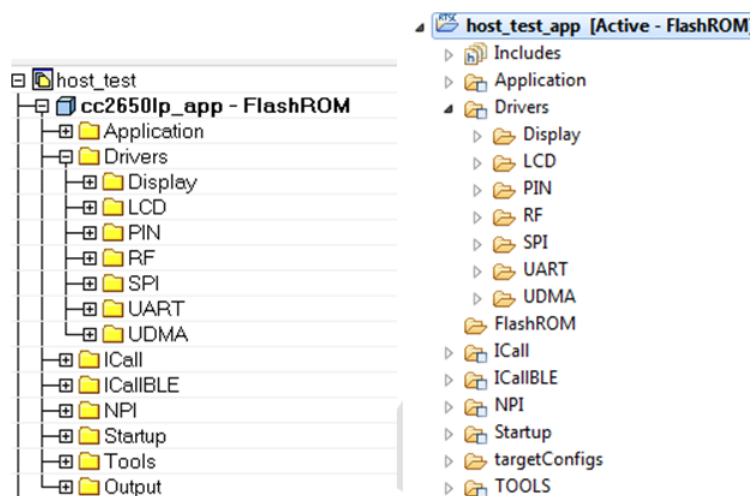 host_test
cc2650lp_app - FlashROM
Application
Drivers
Display
LCD
PIN
RF
SPI
UART
UDMA
ICall
ICallBLE
NPI
Startup
Tools
Output
RTSC
host_test_app [Active - FlashROM]
Includes
Application
Drivers
Display
LCD
PIN
RF
SPI
UART
UDMA
FlashROM
ICall
ICallBLE
NPI
Startup
targetConfigs
TOOLS